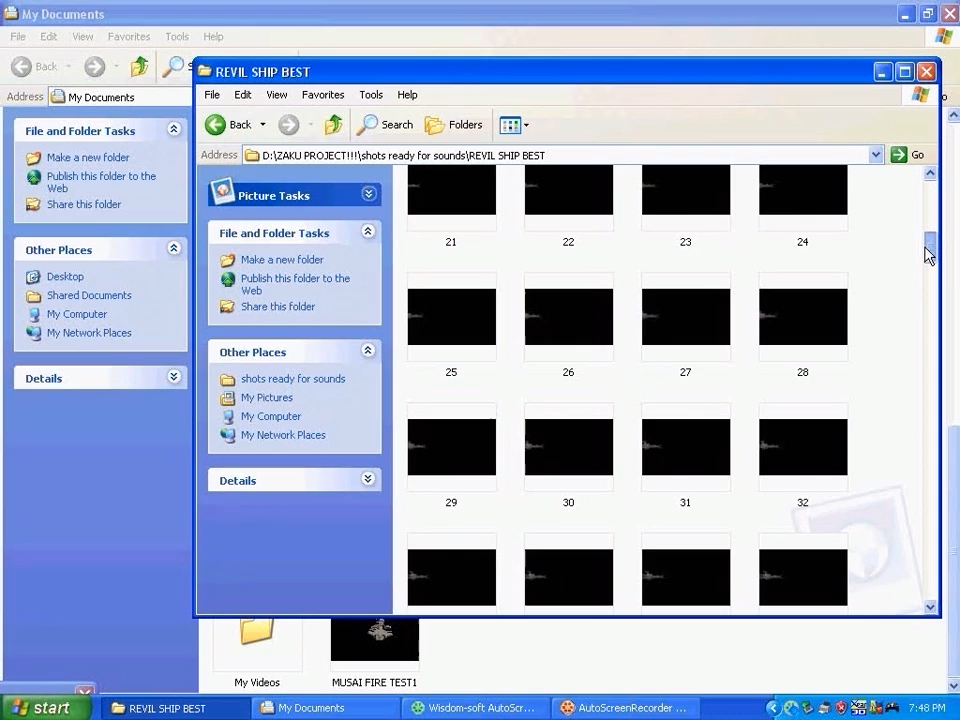 My Documents
File Edit View Favorites Tools Help
Back
Address My Documents
File and Folder Tasks
Make a new folder
Publish this folder to the
Web
Share this folder
Other Places
Desktop
Shared Documents
My Computer
My Network Places
Details
REVIL SHIP BEST
File Edit View Favorites Tools Help
Back Search Folders
Address D:\ZAKU PROJECT!!!\shots ready for sounds\REVIL SHIP BEST Go
Picture Tasks
File and Folder Tasks
Make a new folder
Publish this folder to the
Web
Share this folder
Other Places
shots ready for sounds
My Pictures
My Computer
My Network Places
Details
21 22 23 24
25 26 27 28
29 30 31 32
My Videos MUSAI FIRE TEST1
start REVIL SHIP BEST My Documents Wisdom-soft AutoScr... AutoScreenRecorder ... 7:48 PM